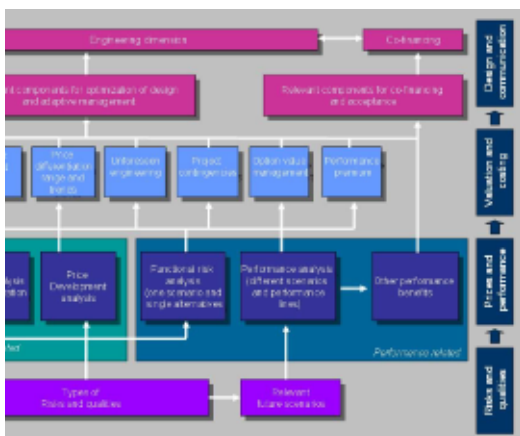 Engineering dimension
Co-financing
nt components for optimization of design
and adaptive management
Relevant components for co-financing
and acceptance
Price
differentiation
range and
trends
Unforeseen
engineering
Project
contingencies
Option value
management
Performance
premium
Price
Development
analysis
Functional risk
analysis
(one scenario and
single alternatives
Performance analysis
(different scenarios
and performance
lines)
Other performance
benefits
Performance related
Types of
Risks and qualities
Relevant
future scenarios
Design and
communication
Valuation and
costing
Prices and
performance
Risks and
qualities